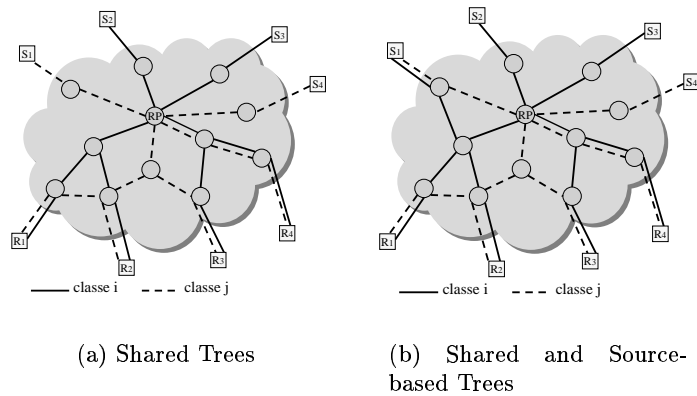 S2
S3
S1
S4
RP
R1
R2
R3
R4
classe i
classe j
(a) Shared Trees
S2
S3
S1
S4
RP
R1
R2
R3
R4
classe i
classe j
(b) Shared and Source-
based Trees